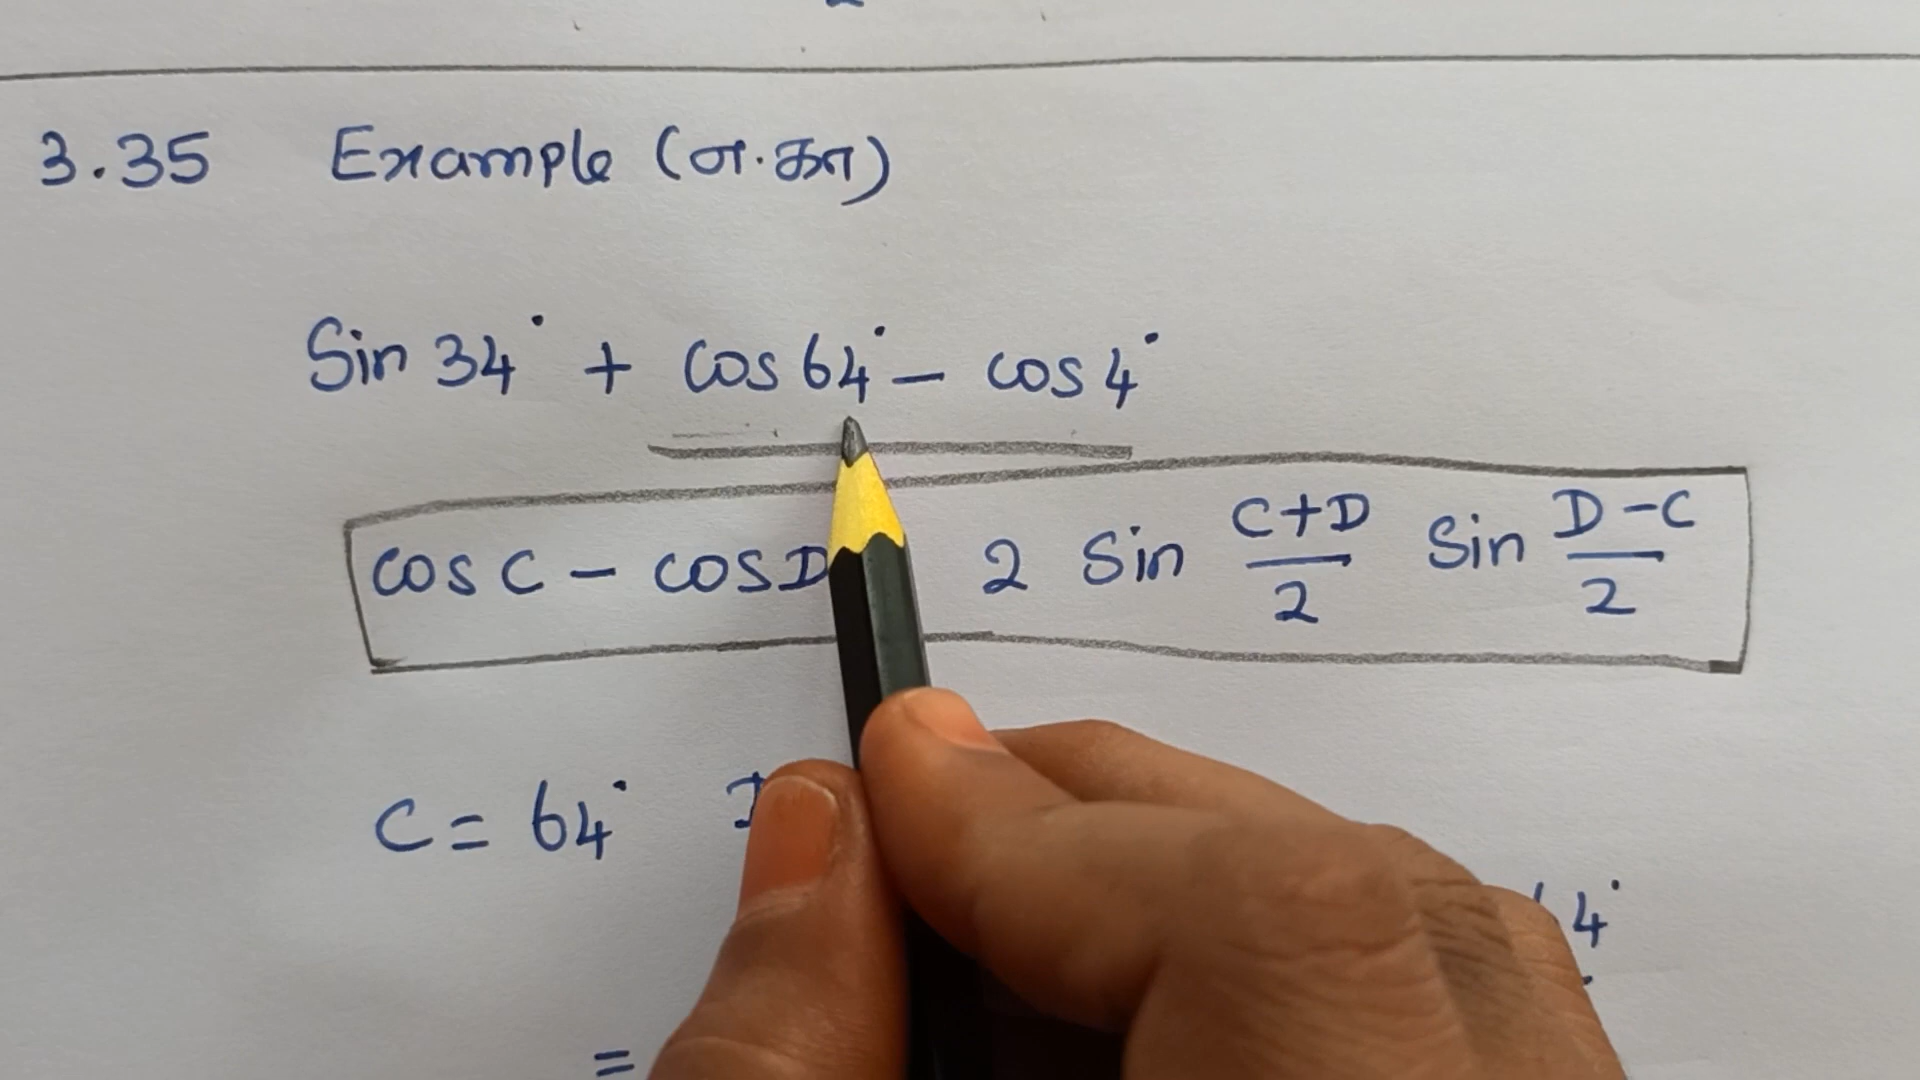 3.35 Example (எ.கா)
Sin 34° + cos 64° - cos 4°
cos C - cos D 2 Sin C+D/2 Sin D-C/2
C = 64°
4°
=